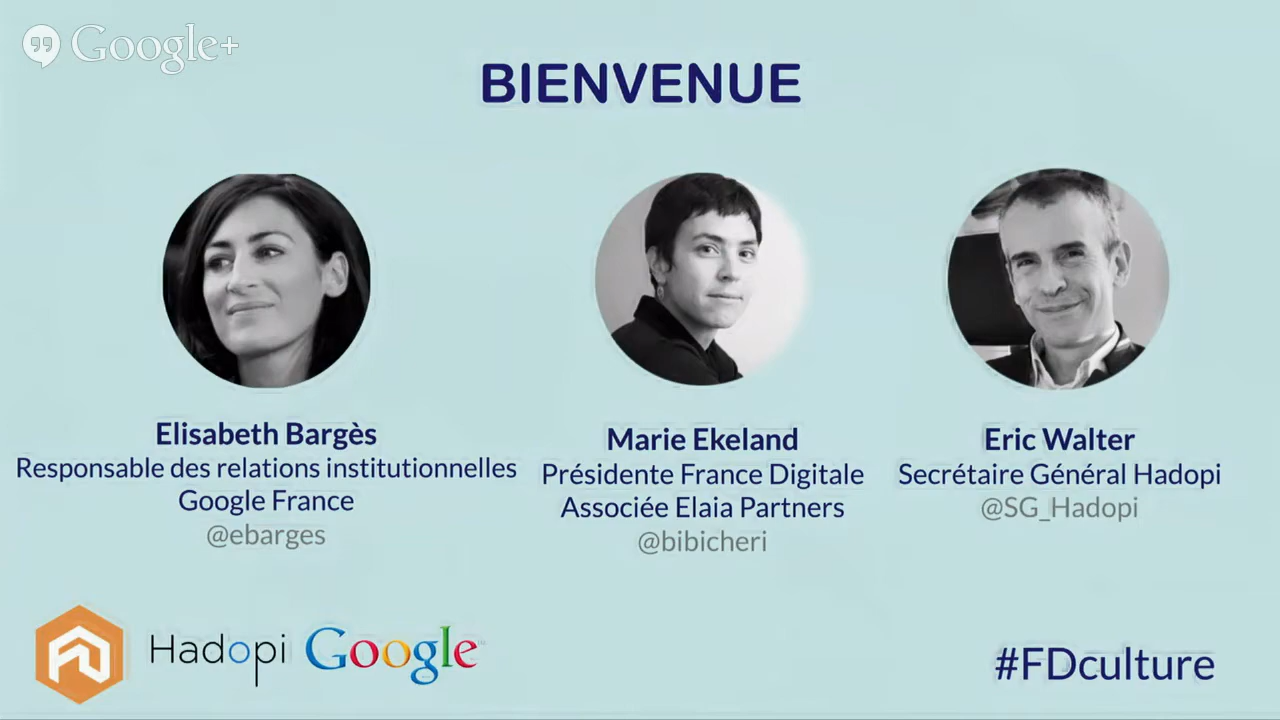 Google+
BIENVENUE
Elisabeth Bargès
Responsable des relations institutionnelles
Google France
@ebarges
Marie Ekeland
Présidente France Digitale
Associée Elaia Partners
@bibicheri
Eric Walter
Secrétaire Général Hadopi
@SG_Hadopi
Hadopi
Google
#FDculture